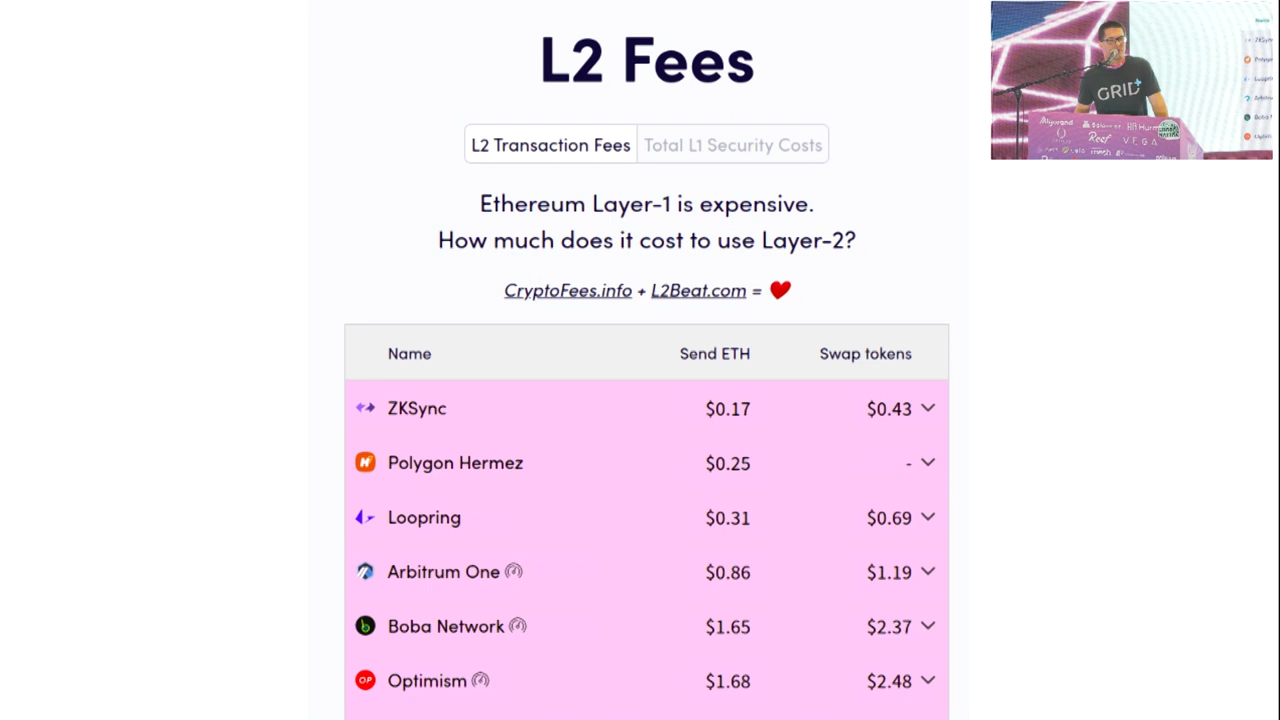 L2 Fees
L2 Transaction Fees Total L1 Security Costs
Ethereum Layer-1 is expensive.
How much does it cost to use Layer-2?
CryptoFees.info + L2Beat.com = ❤
Name Send ETH Swap tokens
ZKSync $0.17 $0.43
Polygon Hermez $0.25 -
Loopring $0.31 $0.69
Arbitrum One $0.86 $1.19
Boba Network $1.65 $2.37
OP Optimism $1.68 $2.48
GRID+
Algorand
Reef VEGA